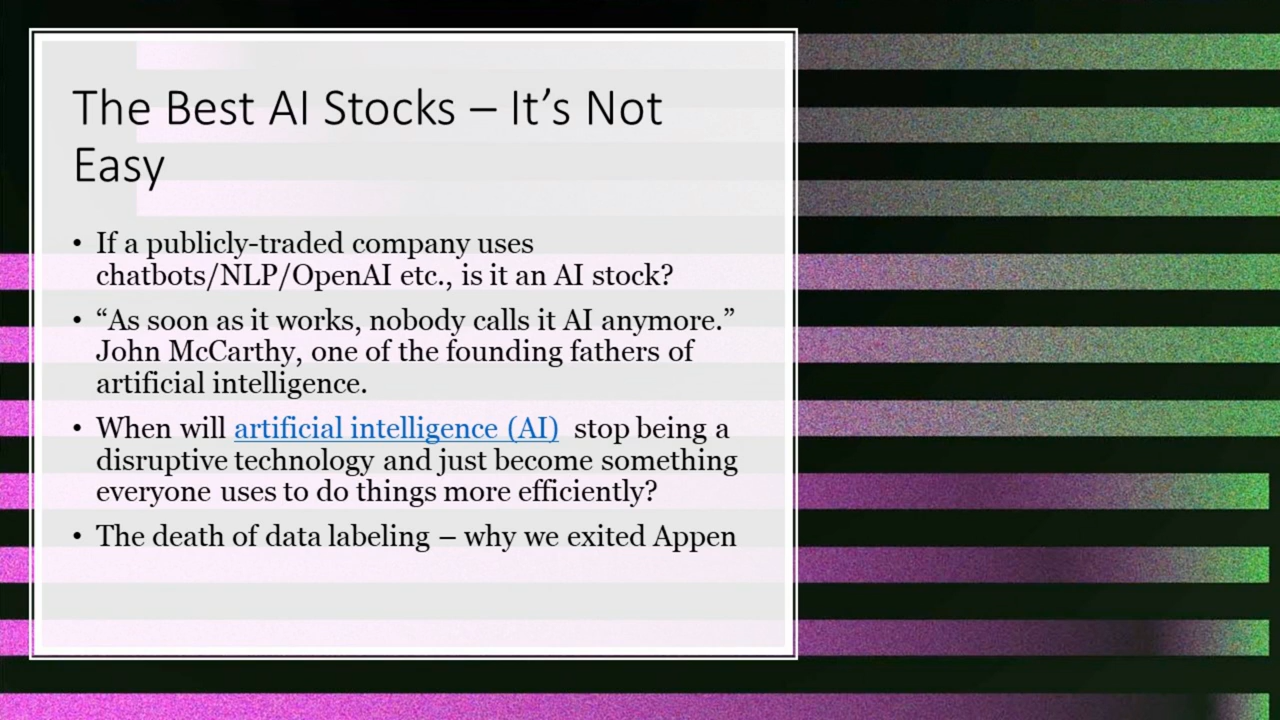 The Best AI Stocks – It’s Not
Easy
• If a publicly-traded company uses
chatbots/NLP/OpenAI etc., is it an AI stock?
• “As soon as it works, nobody calls it AI anymore.”
John McCarthy, one of the founding fathers of
artificial intelligence.
• When will artificial intelligence (AI)  stop being a
disruptive technology and just become something
everyone uses to do things more efficiently?
• The death of data labeling – why we exited Appen